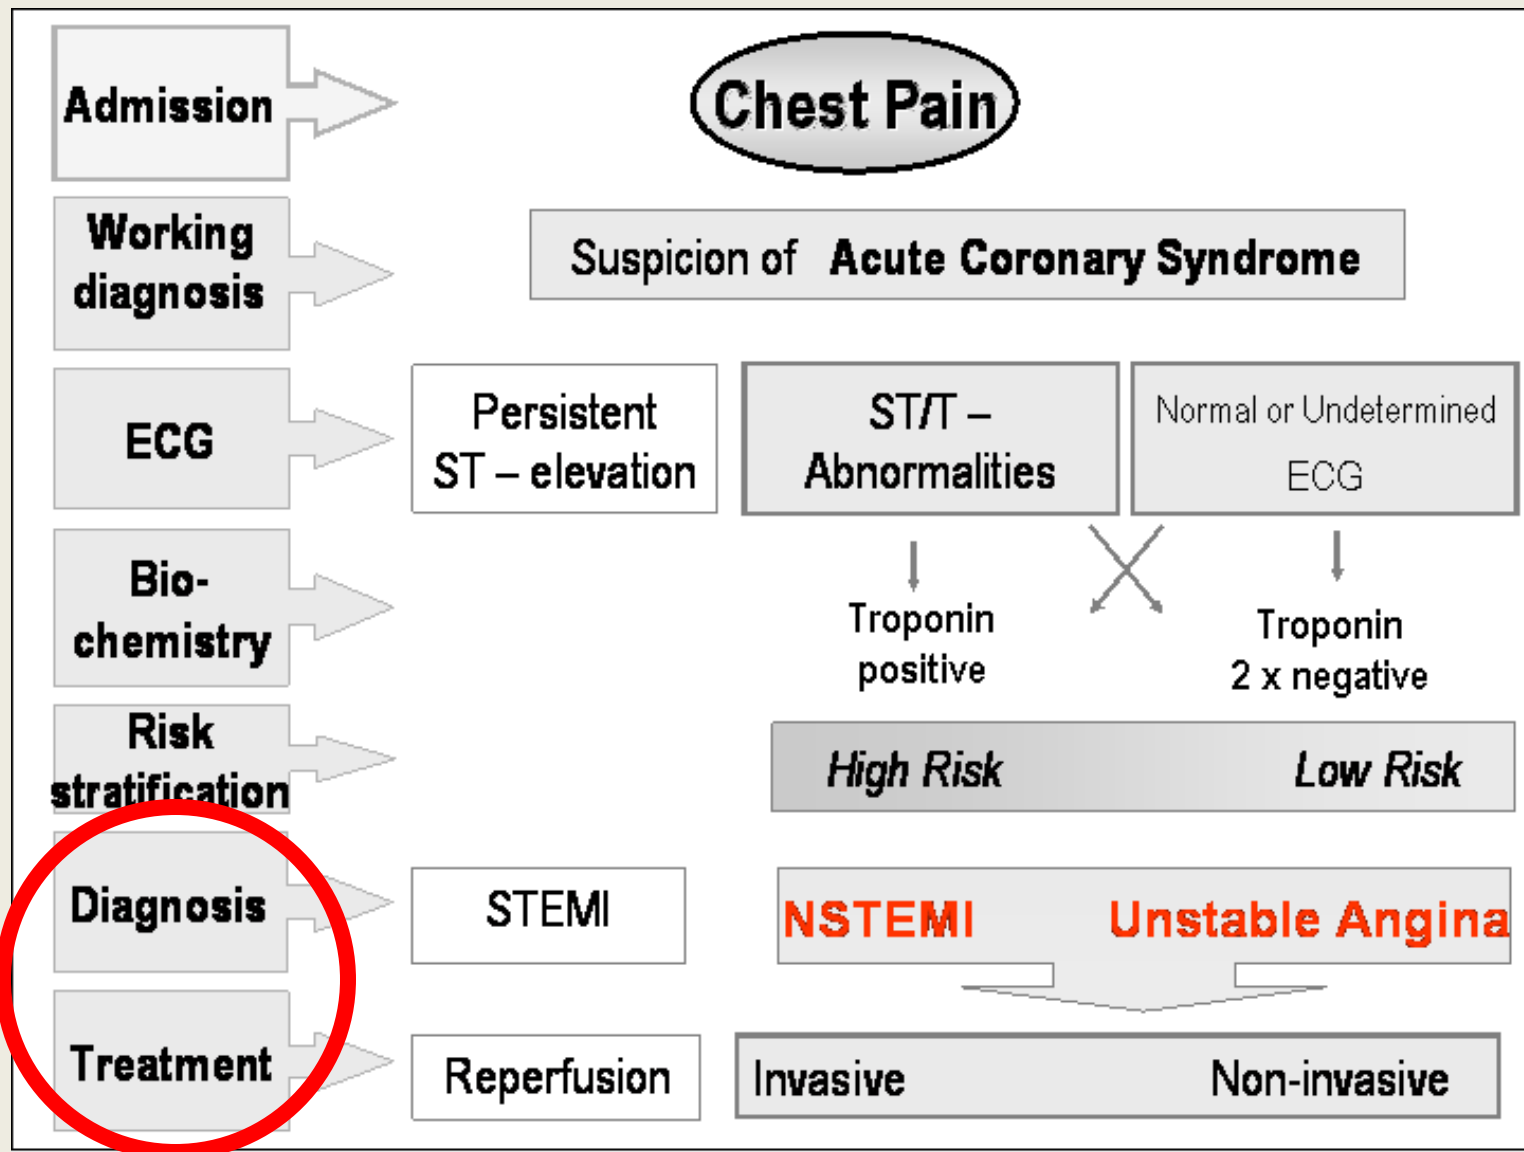 Admission
Chest Pain
Working
diagnosis
Suspicion of Acute Coronary Syndrome
ECG
Persistent
ST – elevation
ST/T –
Abnormalities
Normal or Undetermined
ECG
Bio-
chemistry
Troponin
positive
Troponin
2 x negative
Risk
stratification
High Risk
Low Risk
Diagnosis
STEMI
NSTEMI
Unstable Angina
Treatment
Reperfusion
Invasive
Non-invasive